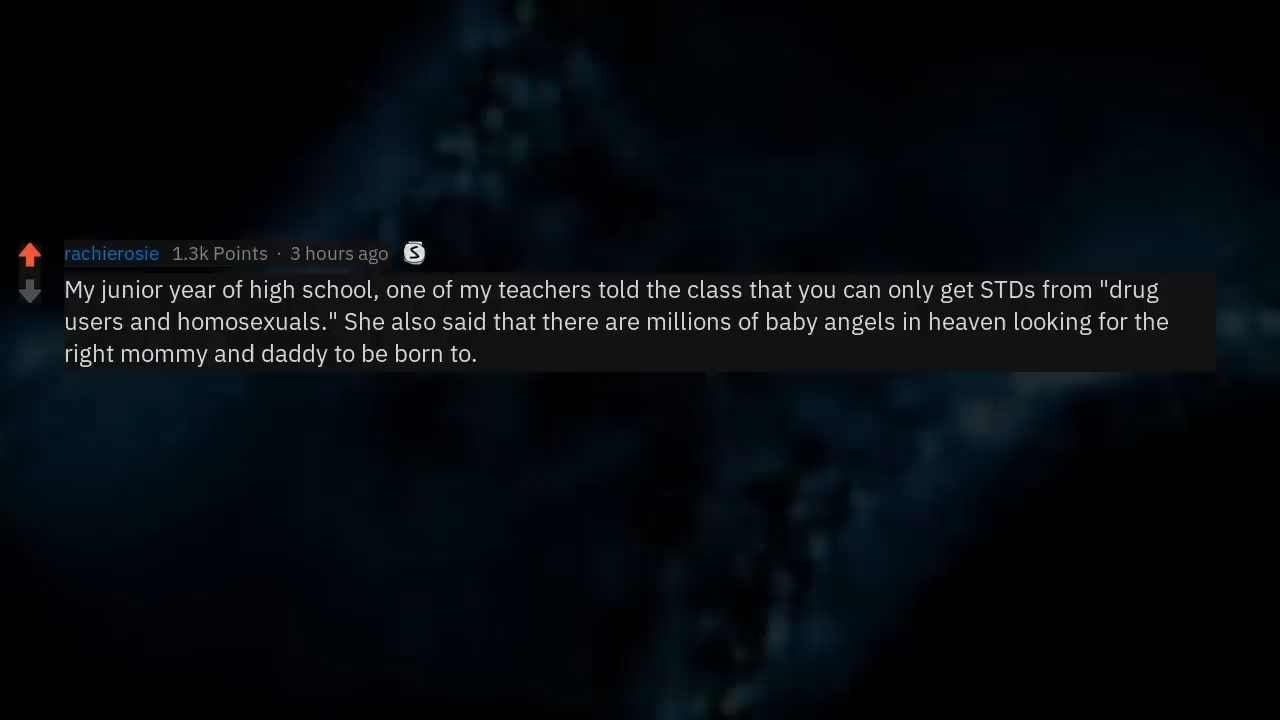 rachierosie 1.3k Points · 3 hours ago S
My junior year of high school, one of my teachers told the class that you can only get STDs from "drug
users and homosexuals." She also said that there are millions of baby angels in heaven looking for the
right mommy and daddy to be born to.